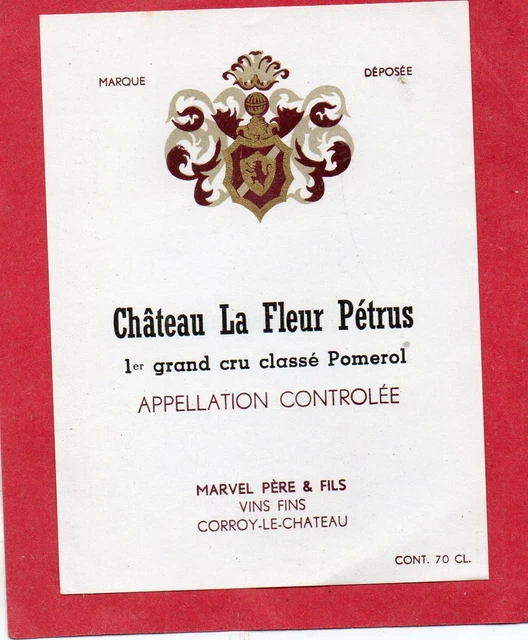 MARQUE DÉPOSÉE
Château La Fleur Pétrus
1er grand cru classé Pomerol
APPELLATION CONTROLÉE
MARVEL PÈRE & FILS
VINS FINS
CORROY-LE-CHATEAU
CONT. 70 CL.